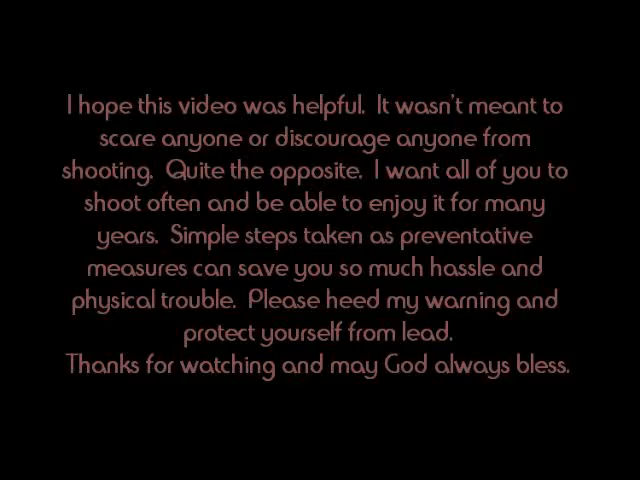 I hope this video was helpful. It wasn't meant to
scare anyone or discourage anyone from
shooting. Quite the opposite. I want all of you to
shoot often and be able to enjoy it for many
years. Simple steps taken as preventative
measures can save you so much hassle and
physical trouble. Please heed my warning and
protect yourself from lead.
Thanks for watching and may God always bless.